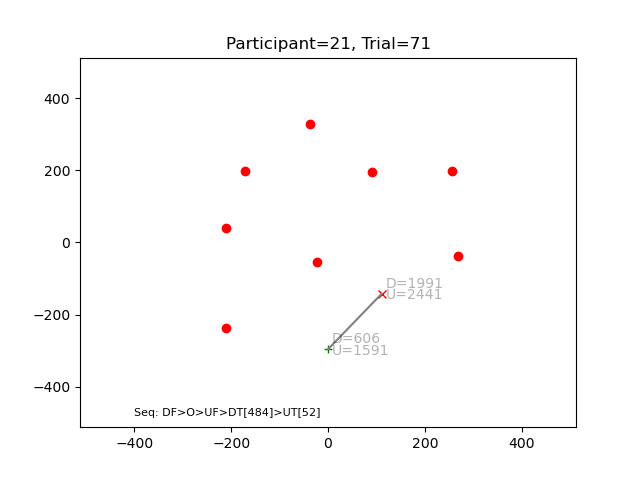 Participant=21, Trial=71
400
200
0
−200
−400
D=1991
U=2441
D=606
U=1591
Seq: DF>O>UF>DT[484]>UT[52]
−400 −200 0 200 400